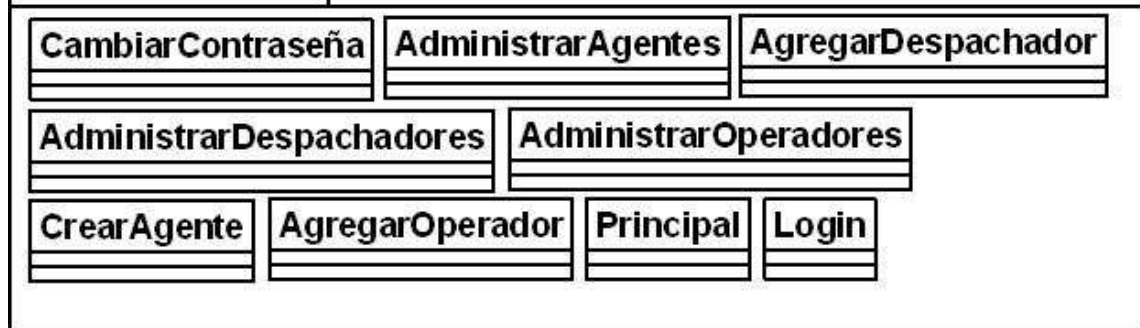 CambiarContraseña AdministrarAgentes AgregarDespachador
AdministrarDespachadores AdministrarOperadores
CrearAgente AgregarOperador Principal Login